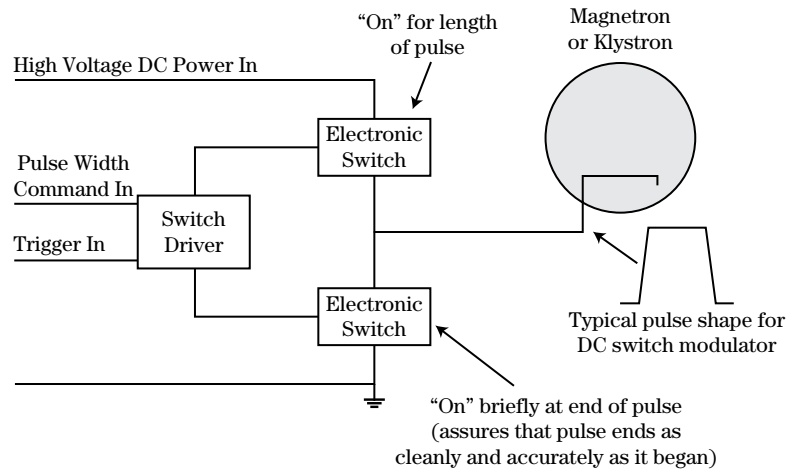 “On” for length
of pulse
Magnetron
or Klystron
High Voltage DC Power In
Electronic
Switch
Pulse Width
Command In
Switch
Driver
Trigger In
Electronic
Switch
Typical pulse shape for
DC switch modulator
“On” briefly at end of pulse
(assures that pulse ends as
cleanly and accurately as it began)